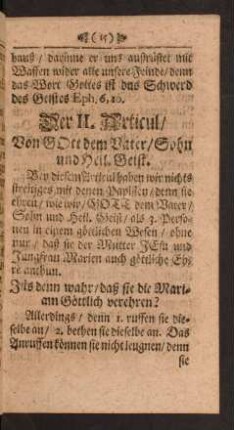 ( 15 )
hauß / darinne er uns außrüstet mit
Waffen wider alle unsere Feinde / denn
das Wort Gottes ist das Schwerd
des Geistes Eph. 6, 10.
Der II. Articul /
Von GOtt dem Vater / Sohn
und Heil. Geist.
Bey diesem Articul haben wir nichts
streitiges mit denen Papisten / denn sie
ehren / wie wir / GOTT dem Vater /
Sohn und Heil. Geist / als 3. Perso-
nen in einem göttlichen Wesen / ohne
nur / daß sie der Mutter JEsu und
Jungfrau Marien auch göttliche Eh-
re anthun.
Ists denn wahr / daß sie die Mari-
am Göttlich verehren?
Allerdings / denn 1. ruffen sie die-
selbe an / 2. bethen sie dieselbe an. Das
Anruffen können sie nicht leugnen / denn
sie